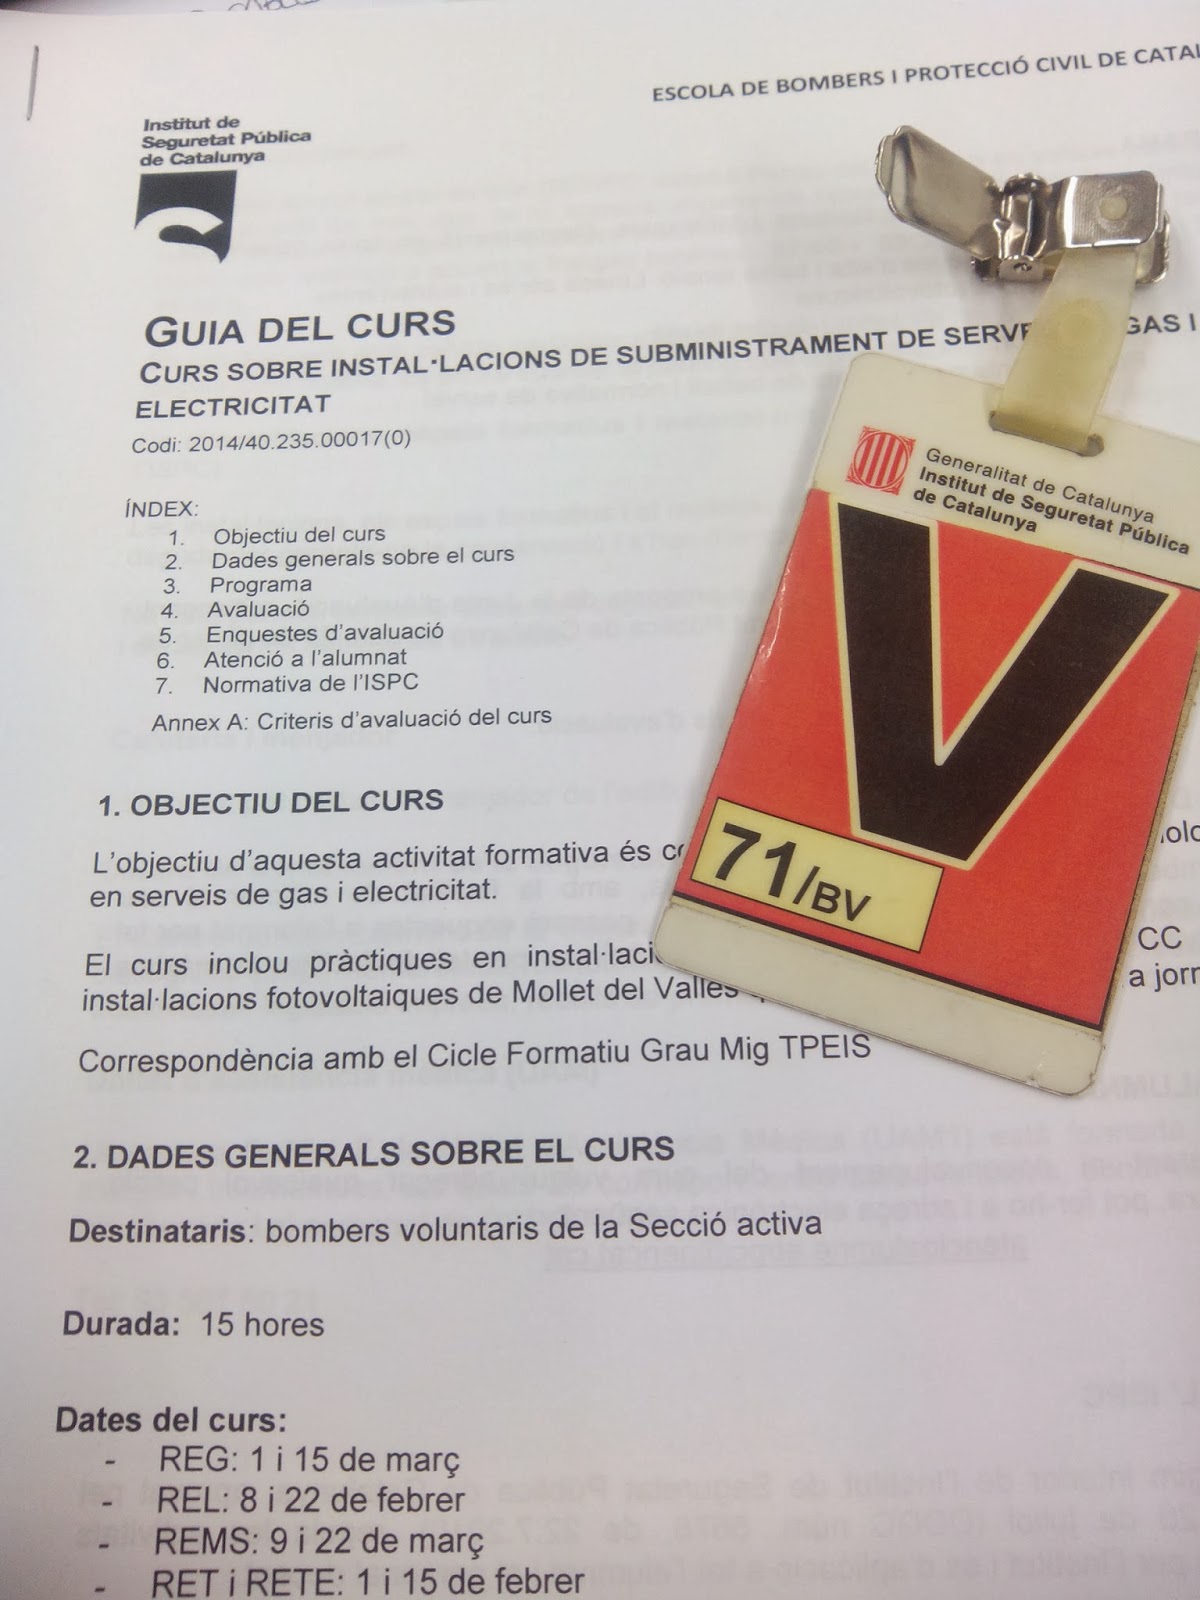 ESCOLA DE BOMBERS I PROTECCIÓ CIVIL DE
Institut de
Seguretat Pública
de Catalunya
GUIA DEL CURS
CURS SOBRE INSTAL·LACIONS DE SUBMINISTRAMENT DE GAS I
ELECTRICITAT
Codi: 2014/40.235.00017(0)
ÍNDEX:
1. Objectiu del curs
2. Dades generals sobre el curs
3. Programa
4. Avaluació
5. Enquestes d'avaluació
6. Atenció a l'alumnat
7. Normativa de l'ISPC
Annex A: Criteris d'avaluació del curs
1. OBJECTIU DEL CURS
L'objectiu d'aquesta activitat formativa és
en serveis de gas i electricitat.
El curs inclou pràctiques en CC
instal·lacions fotovoltaiques de Mollet del Vallès a
Correspondència amb el Cicle Formatiu Grau Mig TPEIS
2. DADES GENERALS SOBRE EL CURS
Destinataris: bombers voluntaris de la Secció activa
Durada: 15 hores
Dates del curs:
- REG: 1 i 15 de març
- REL: 8 i 22 de febrer
- REMS: 9 i 22 de març
- RET i RETE: 1 i 15 de febrer
Generalitat de Catalunya
Institut de Seguretat Pública
de Catalunya
V
71/BV